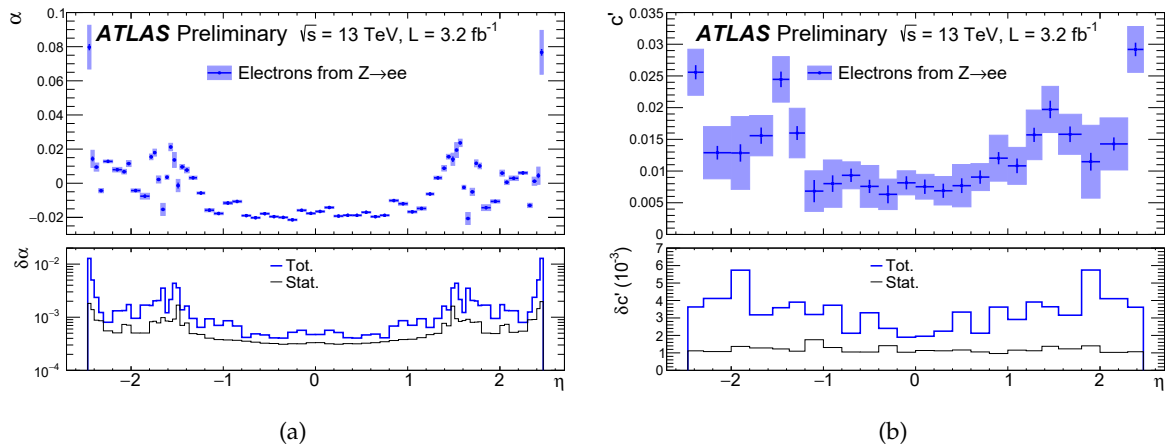 α
ATLAS Preliminary √s = 13 TeV, L = 3.2 fb⁻¹
Electrons from Z→ee
0.1
0.08
0.06
0.04
0.02
0
−0.02
δα
Tot.
Stat.
10⁻²
10⁻³
10⁻⁴
−2 −1 0 1 2 η
(a)
c'
ATLAS Preliminary √s = 13 TeV, L = 3.2 fb⁻¹
Electrons from Z→ee
0.035
0.03
0.025
0.02
0.015
0.01
0.005
0
δc' (10⁻³)
Tot.
Stat.
7
6
5
4
3
2
1
0
−2 −1 0 1 2 η
(b)